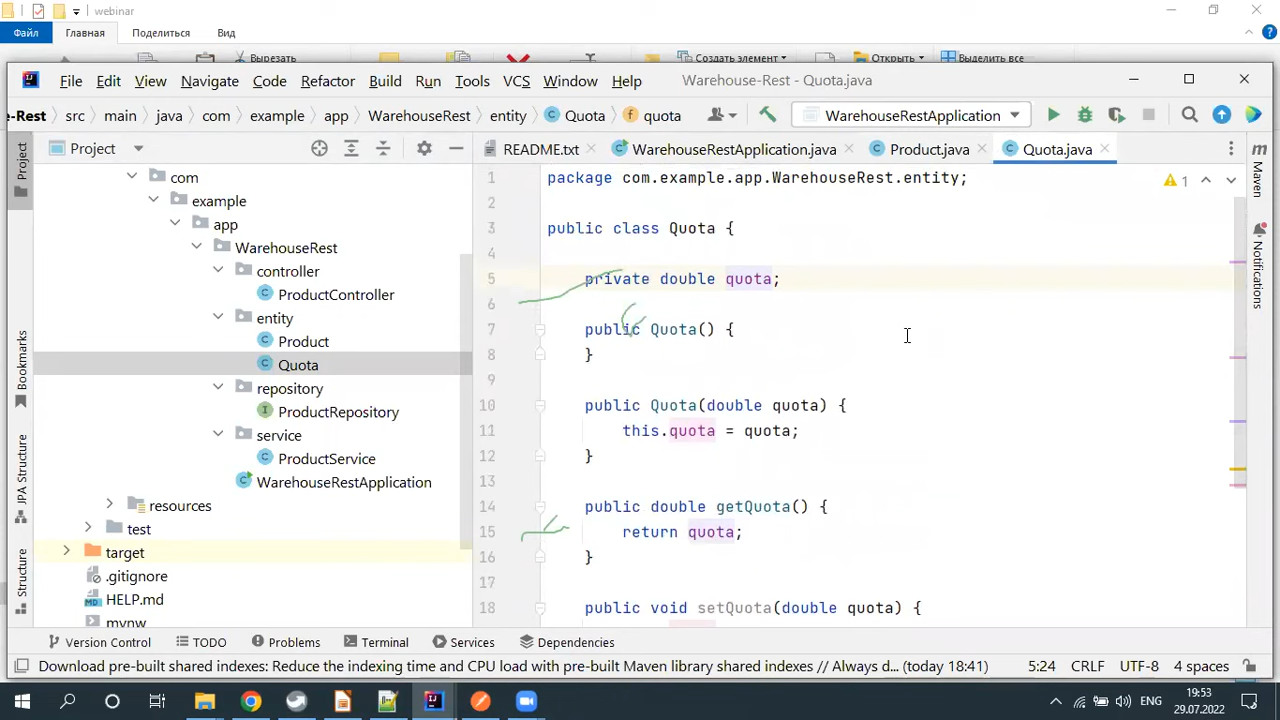 webinar
Файл Главная Поделиться Вид
Вырезать Создать элемент Открыть Выделить все
File Edit View Navigate Code Refactor Build Run Tools VCS Window Help Warehouse-Rest - Quota.java
e-Rest src main java com example app WarehouseRest entity Quota quota WarehouseRestApplication
Project README.txt WarehouseRestApplication.java Product.java Quota.java
com
example
app
WarehouseRest
controller
ProductController
entity
Product
Quota
repository
ProductRepository
service
ProductService
WarehouseRestApplication
resources
test
target
.gitignore
HELP.md
mvnw
1 package com.example.app.WarehouseRest.entity;
2
3 public class Quota {
4
5 private double quota;
6
7 public Quota() {
8 }
9
10 public Quota(double quota) {
11 this.quota = quota;
12 }
13
14 public double getQuota() {
15 return quota;
16 }
17
18 public void setQuota(double quota) {
1
Project
Bookmarks
JPA Structure
Structure
Maven
Notifications
Version Control TODO Problems Terminal Services Dependencies
Download pre-built shared indexes: Reduce the indexing time and CPU load with pre-built Maven library shared indexes // Always d... (today 18:41) 5:24 CRLF UTF-8 4 spaces
ENG 19:53
29.07.2022